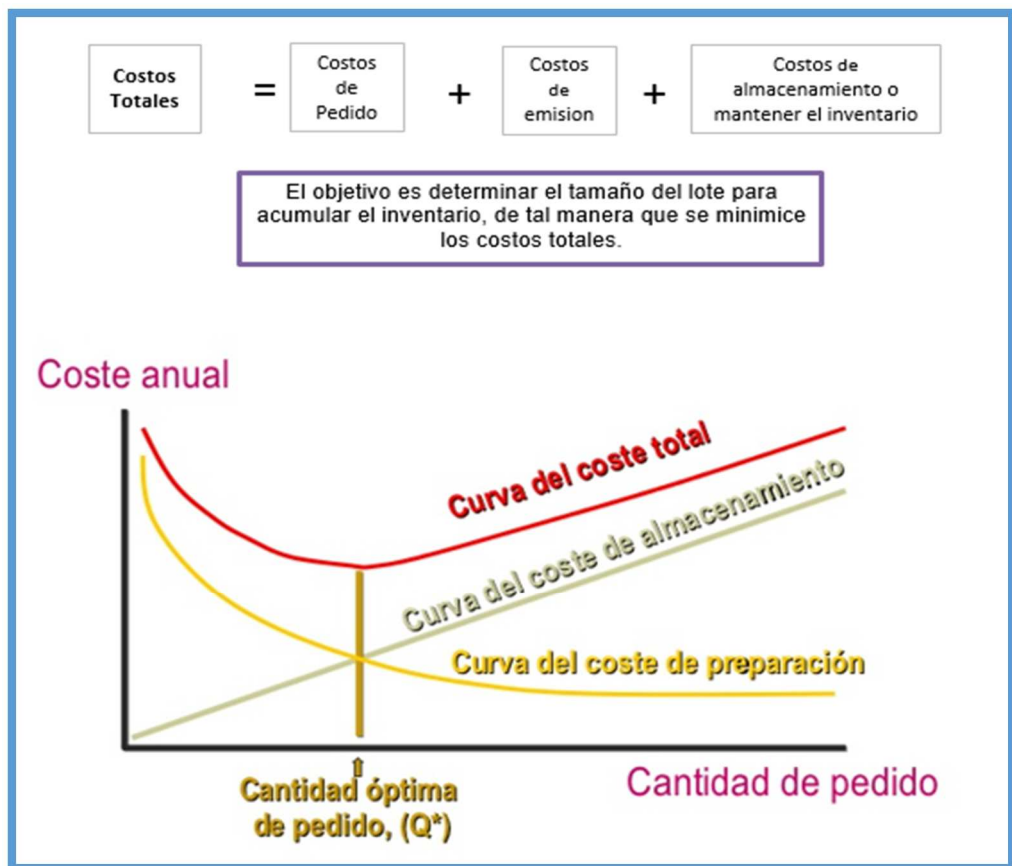 Costos
Totales
=
Costos
de
Pedido
+
Costos
de
emision
+
Costos de
almacenamiento o
mantener el inventario
El objetivo es determinar el tamaño del lote para
acumular el inventario, de tal manera que se minimice
los costos totales.
Coste anual
Curva del coste total
Curva del coste de almacenamiento
Curva del coste de preparación
Cantidad óptima
de pedido, (Q*)
Cantidad de pedido